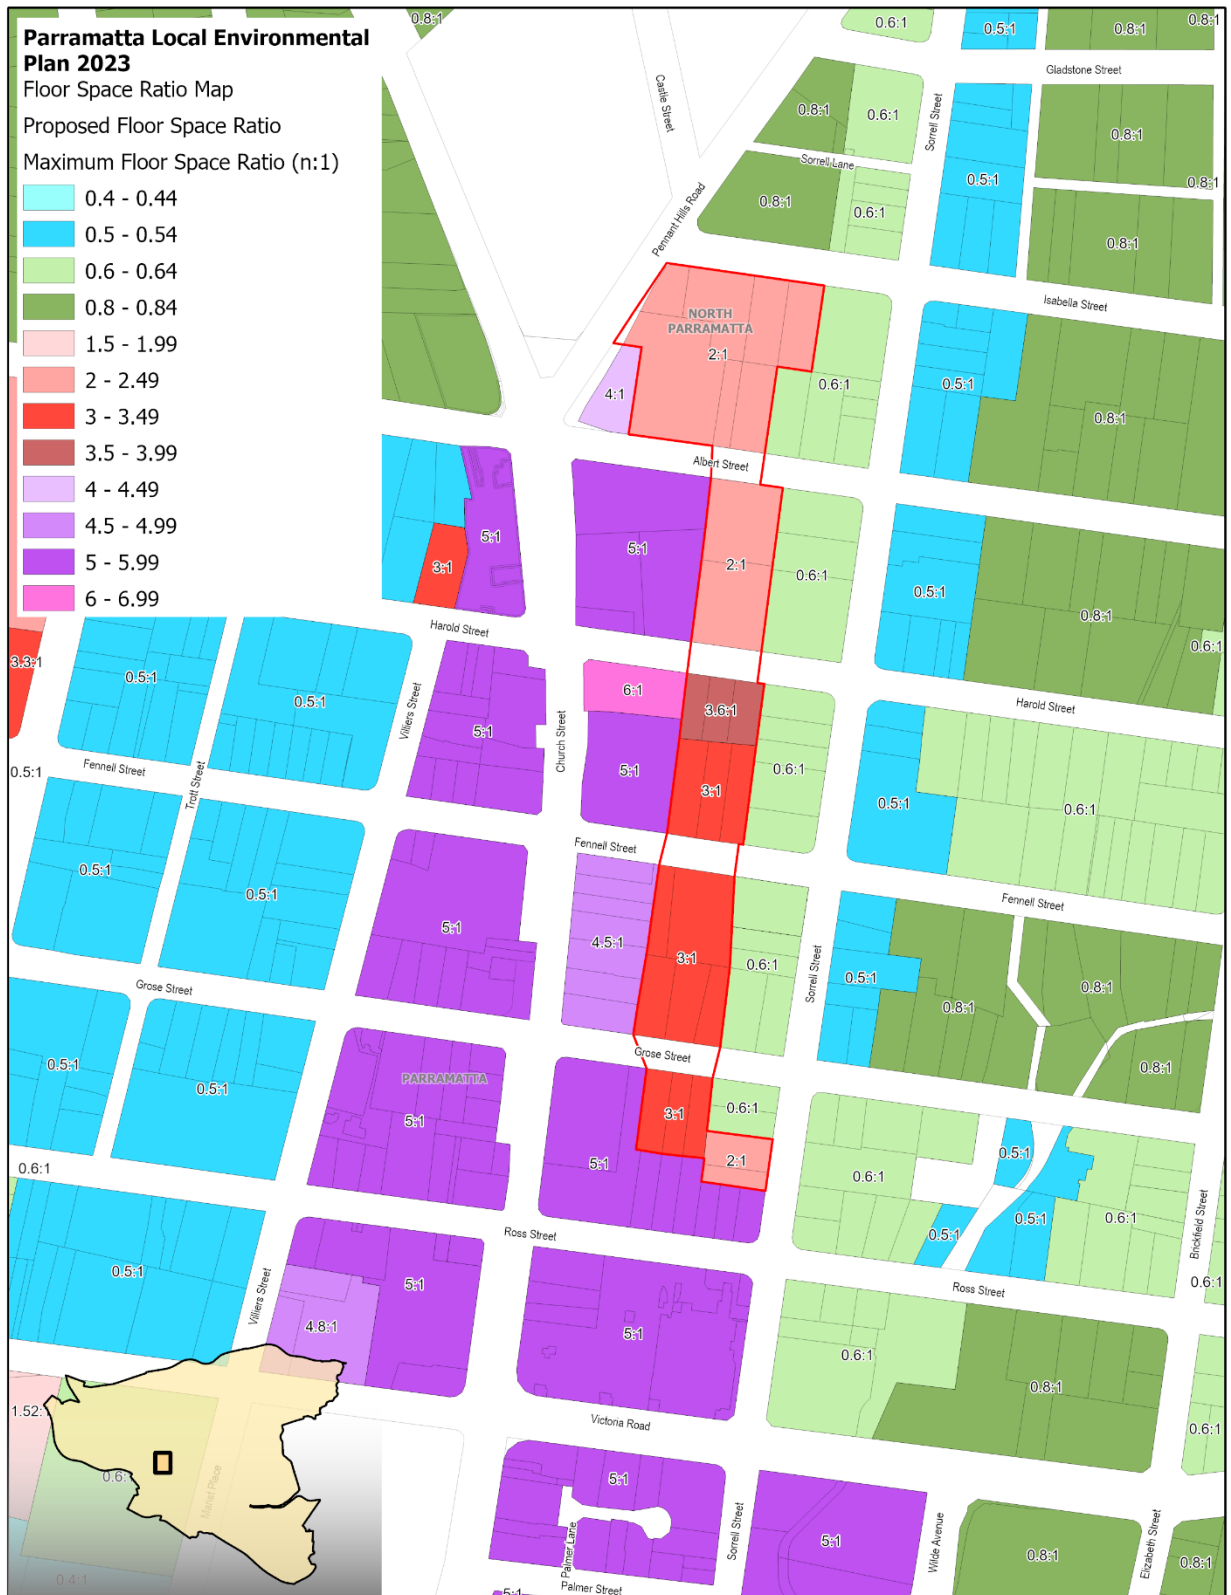 Parramatta Local Environmental
Plan 2023
Floor Space Ratio Map
Proposed Floor Space Ratio
Maximum Floor Space Ratio (n:1)
0.4 - 0.44
0.5 - 0.54
0.6 - 0.64
0.8 - 0.84
1.5 - 1.99
2 - 2.49
3 - 3.49
3.5 - 3.99
4 - 4.49
4.5 - 4.99
5 - 5.99
6 - 6.99
0.8:1
0.6:1
0.5:1
0.8:1
0.8:1
Gladstone Street
Castle Street
0.8:1
0.6:1
Sorrell Street
0.8:1
Sorrell Lane
0.5:1
0.8:1
0.8:1
0.6:1
Pennant Hills Road
0.8:1
Isabella Street
NORTH
PARRAMATTA
2:1
4:1
0.6:1
0.5:1
0.8:1
Albert Street
5:1
3:1
5:1
2:1
0.6:1
0.5:1
0.8:1
Harold Street
0.6:1
3.3:1
0.5:1
0.5:1
Villiers Street
5:1
Church Street
6:1
3.6:1
Harold Street
5:1
3:1
0.6:1
0.5:1
0.6:1
0.5:1
Fennell Street
Trott Street
Fennell Street
0.5:1
0.5:1
5:1
4.5:1
3:1
0.6:1
Sorrell Street
0.5:1
0.8:1
Fennell Street
0.8:1
Grose Street
Grose Street
0.5:1
0.5:1
PARRAMATTA
5:1
3:1
0.6:1
0.8:1
5:1
2:1
0.6:1
0.5:1
0.5:1
0.5:1
0.6:1
Brickfield Street
0.6:1
Ross Street
Ross Street
0.6:1
0.5:1
Villiers Street
5:1
4.8:1
5:1
0.6:1
0.8:1
0.6:1
Victoria Road
1.52:
0.6:
Marist Place
0.4:1
5:1
Palmer Lane
Palmer Street
5:1
Sorrell Street
5:1
Wilde Avenue
0.8:1
Elizabeth Street
0.8:1